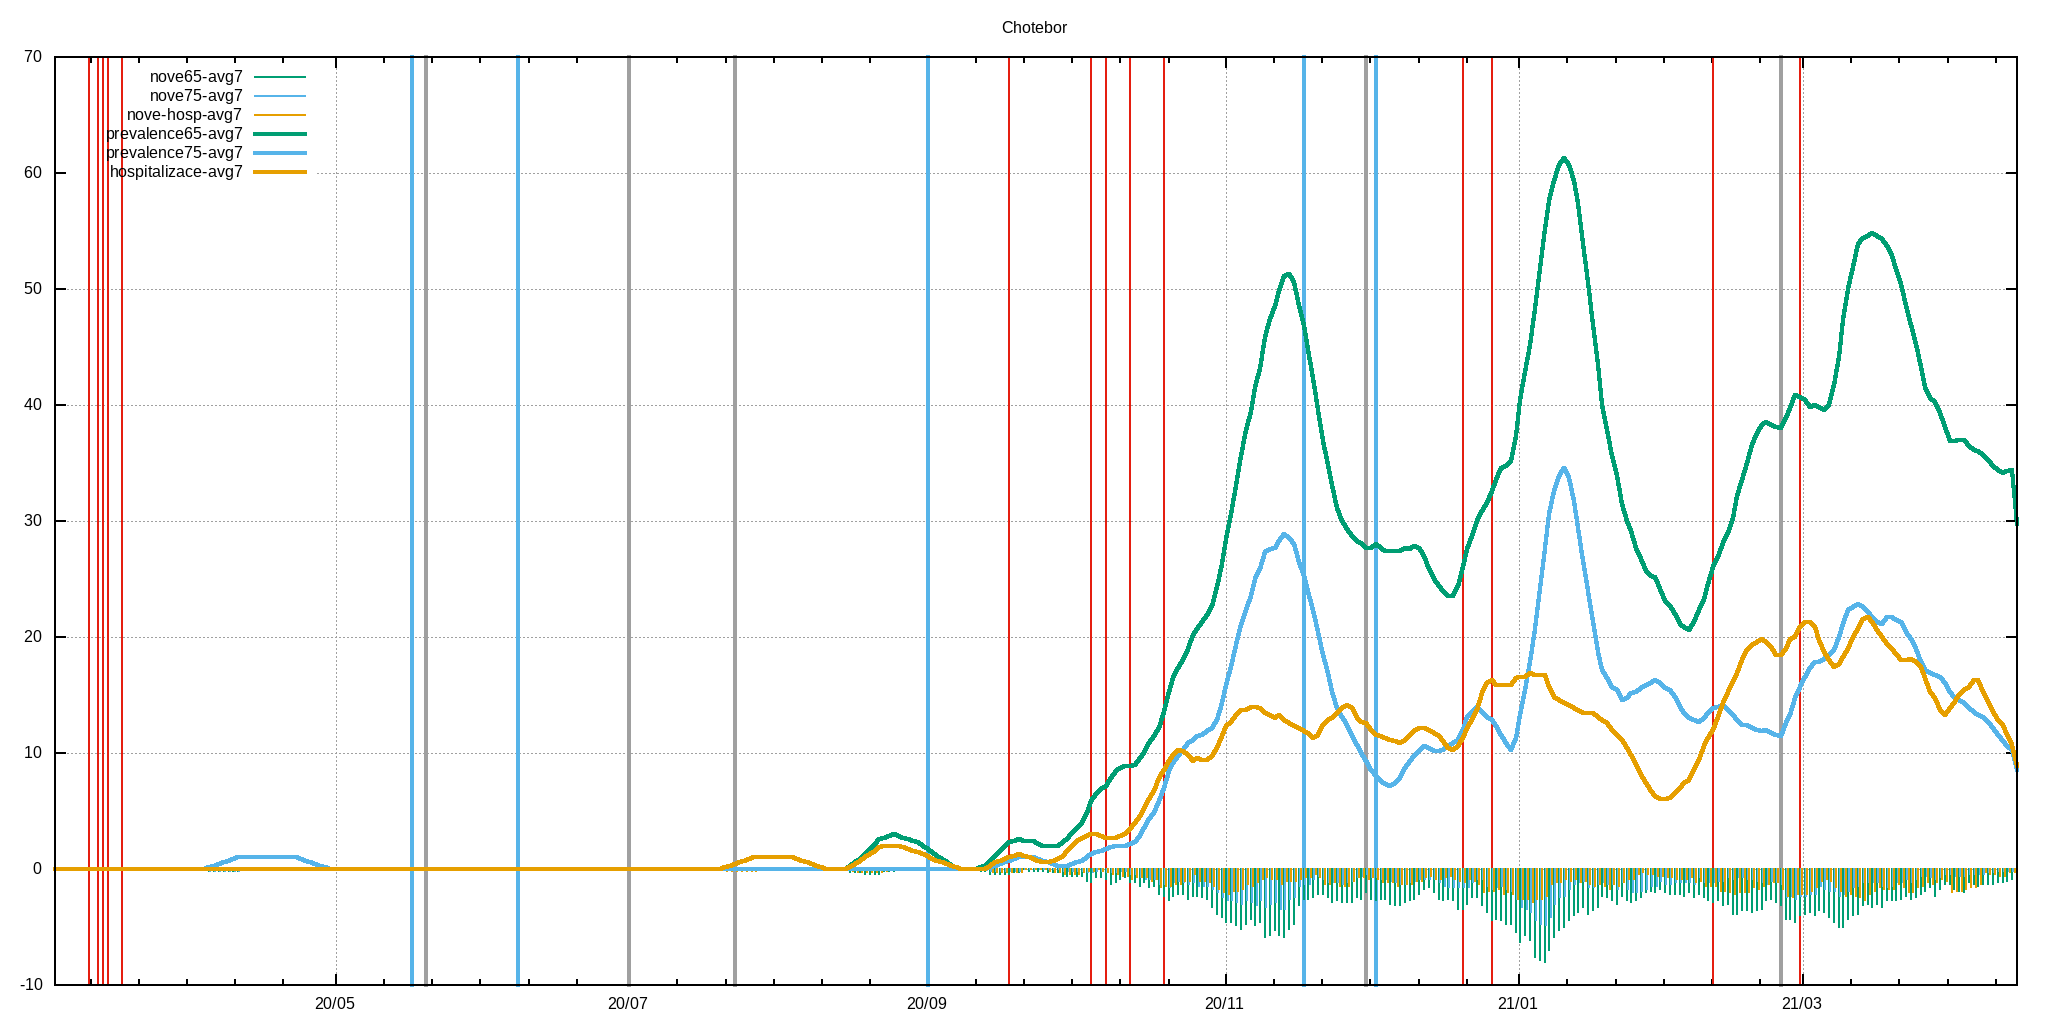 Chotebor
70
60
50
40
30
20
10
0
-10
nove65-avg7
nove75-avg7
nove-hosp-avg7
prevalence65-avg7
prevalence75-avg7
hospitalizace-avg7
20/05
20/07
20/09
20/11
21/01
21/03